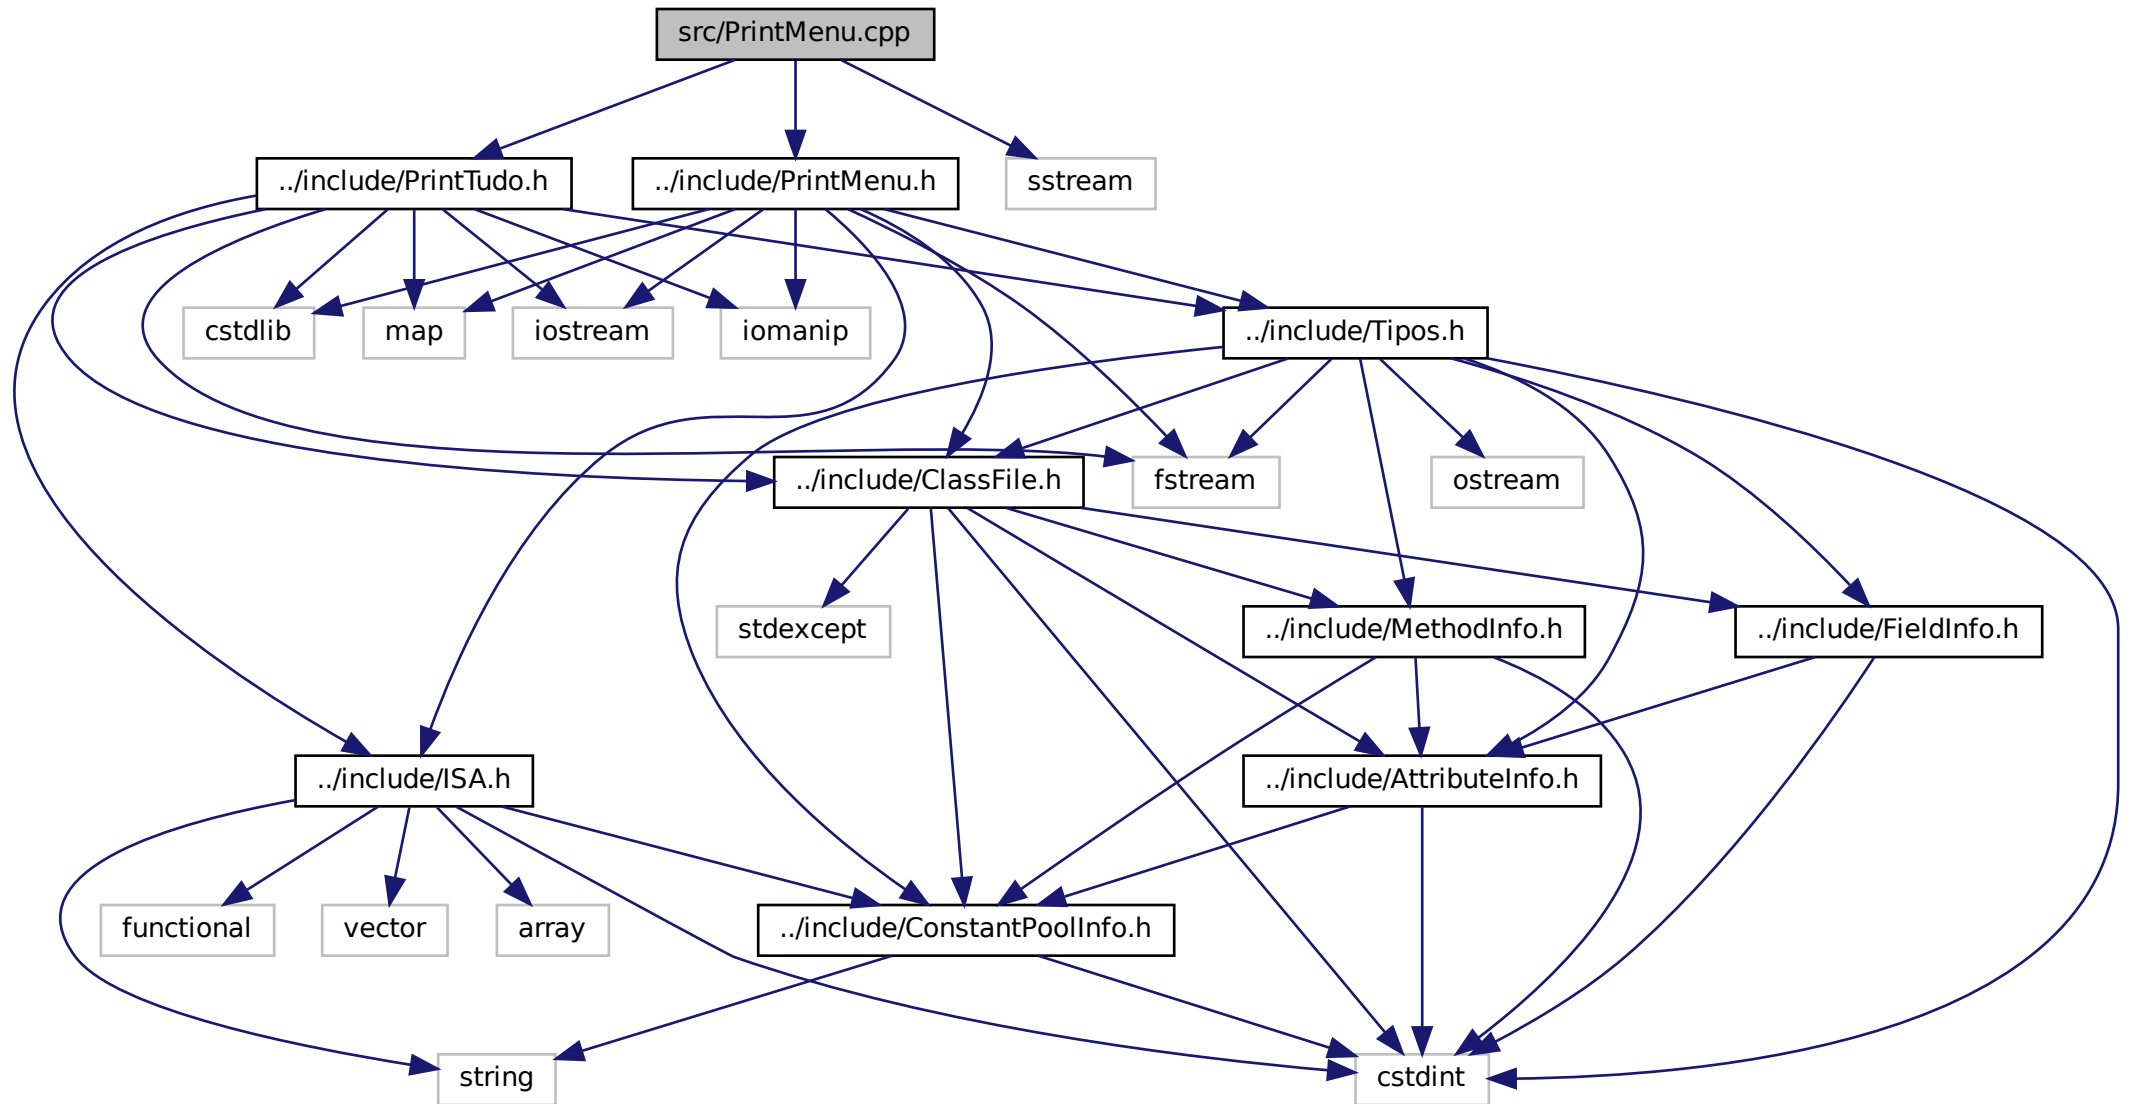 src/PrintMenu.cpp
../include/PrintTudo.h
../include/PrintMenu.h
sstream
cstdlib
map
iostream
iomanip
../include/Tipos.h
../include/ClassFile.h
fstream
ostream
stdexcept
../include/MethodInfo.h
../include/FieldInfo.h
../include/ISA.h
../include/AttributeInfo.h
functional
vector
array
../include/ConstantPoolInfo.h
string
cstdint